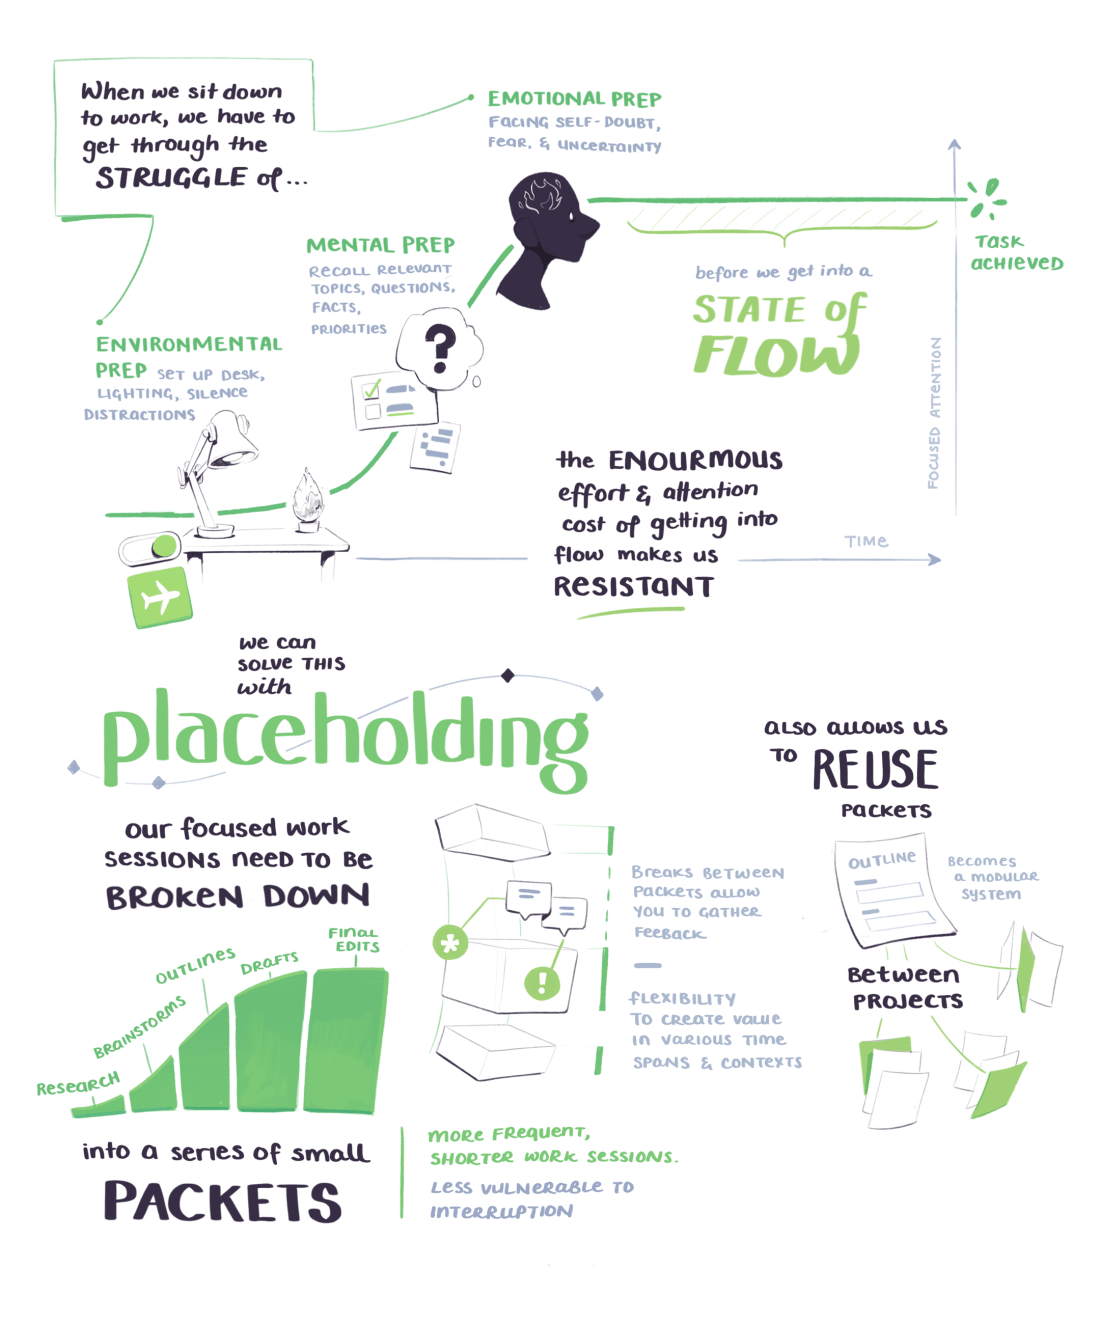 When we sit down
to work, we have to
get through the
STRUGGLE of...
EMOTIONAL PREP
FACING SELF-DOUBT,
FEAR, & UNCERTAINTY
MENTAL PREP
RECALL RELEVANT
TOPICS, QUESTIONS,
FACTS,
PRIORITIES
ENVIRONMENTAL
PREP SET UP DESK,
LIGHTING, SILENCE
DISTRACTIONS
?
before we get into a
STATE of
FLOW
TASK
ACHIEVED
FOCUSED ATTENTION
TIME
the ENOURMOUS
effort & attention
cost of getting into
flow makes us
RESISTANT
we can
SOLVE THIS
with
placeholding
our focused work
SESSIONS NEED TO BE
BROKEN DOWN
RESEARCH
BRAINSTORMS
OUTLINES
DRAFTS
FINAL
EDITS
into a series of small
PACKETS
*
!
BREAKS BETWEEN
PACKETS ALLOW
YOU TO GATHER
FEEBACK
FLEXIBILITY
TO CREATE VALUE
IN VARIOUS TIME
SPANS & CONTEXTS
MORE FREQUENT,
SHORTER WORK SESSIONS.
LESS VULNERABLE TO
INTERRUPTION
ALSO ALLOWS US
TO REUSE
PACKETS
OUTLINE
BECOMES
A MODULAR
SYSTEM
BETWEEN
PROJECTS